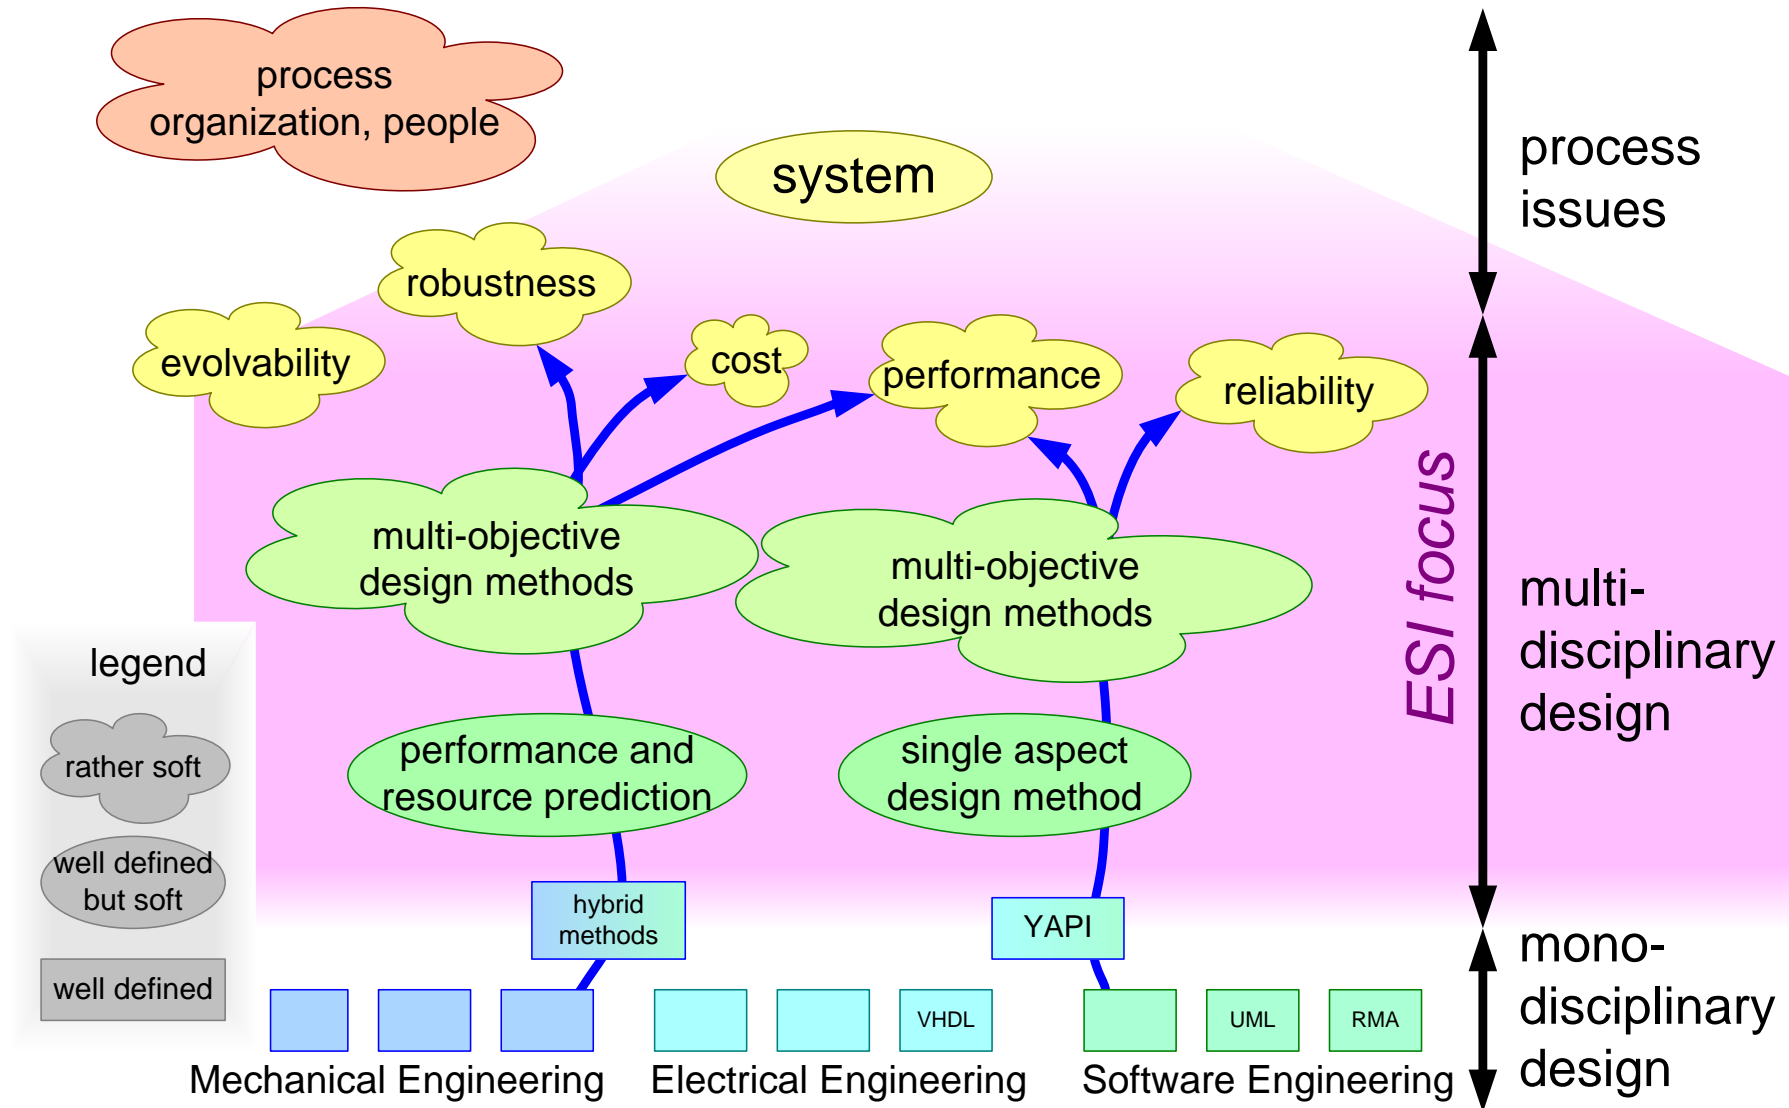 process
organization, people
system
process
issues
robustness
evolvability
cost
performance
reliability
ESI focus
multi-objective
design methods
multi-objective
design methods
multi-
disciplinary
design
legend
rather soft
well defined
but soft
well defined
performance and
resource prediction
single aspect
design method
hybrid
methods
YAPI
mono-
disciplinary
design
VHDL
UML
RMA
Mechanical Engineering
Electrical Engineering
Software Engineering